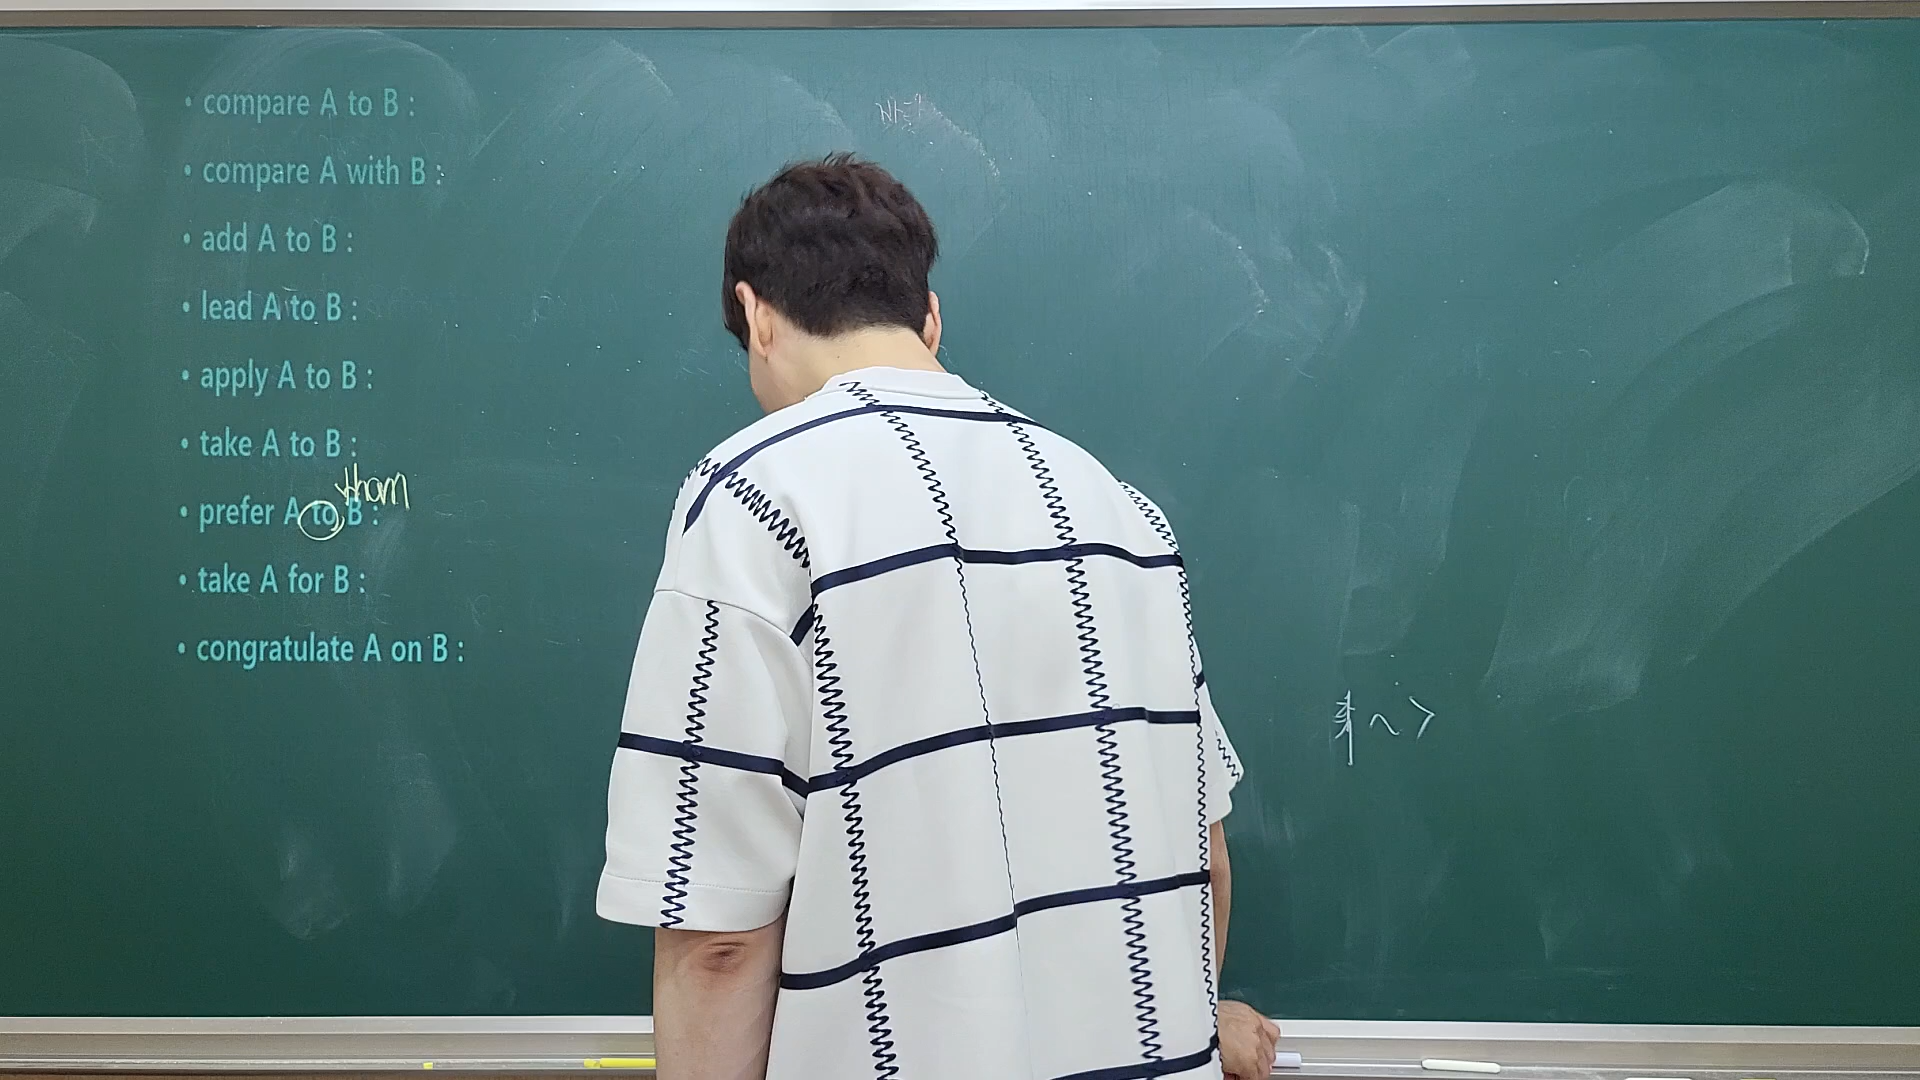 • compare A to B :
• compare A with B :
• add A to B :
• lead A to B :
• apply A to B :
• take A to B :
than
• prefer A to B :
• take A for B :
• congratulate A on B :